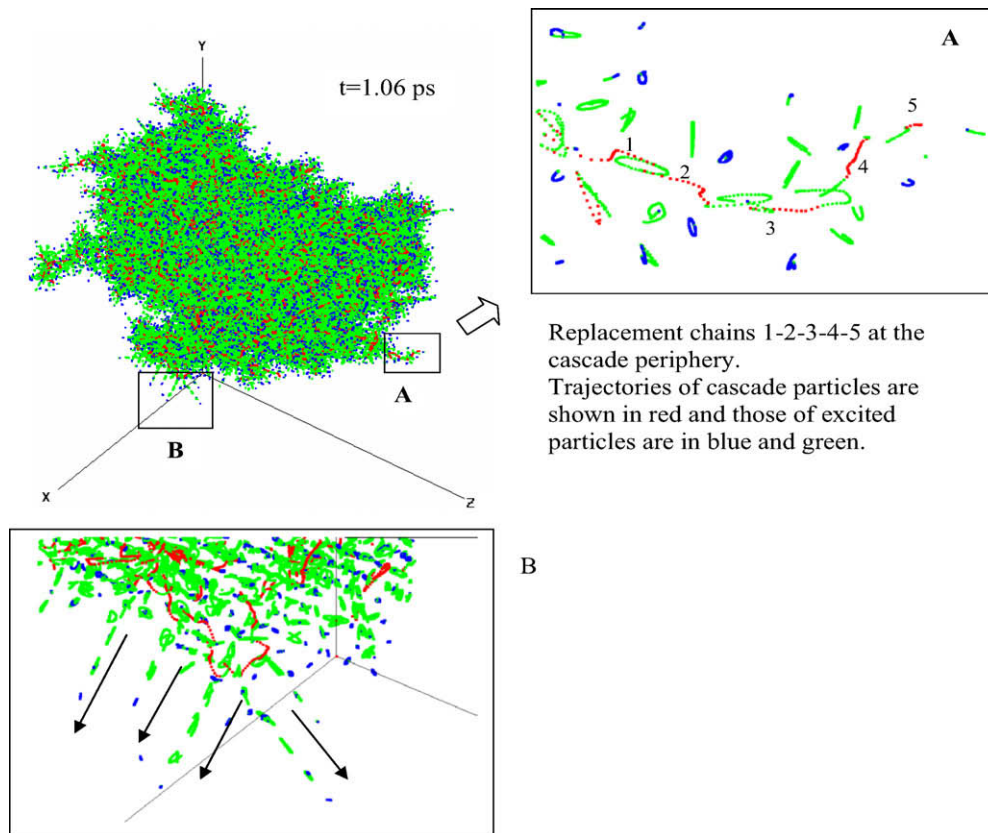 Y
t=1.06 ps
A
B
X
Z
A
1
2
3
4
5
Replacement chains 1-2-3-4-5 at the
cascade periphery.
Trajectories of cascade particles are
shown in red and those of excited
particles are in blue and green.
B